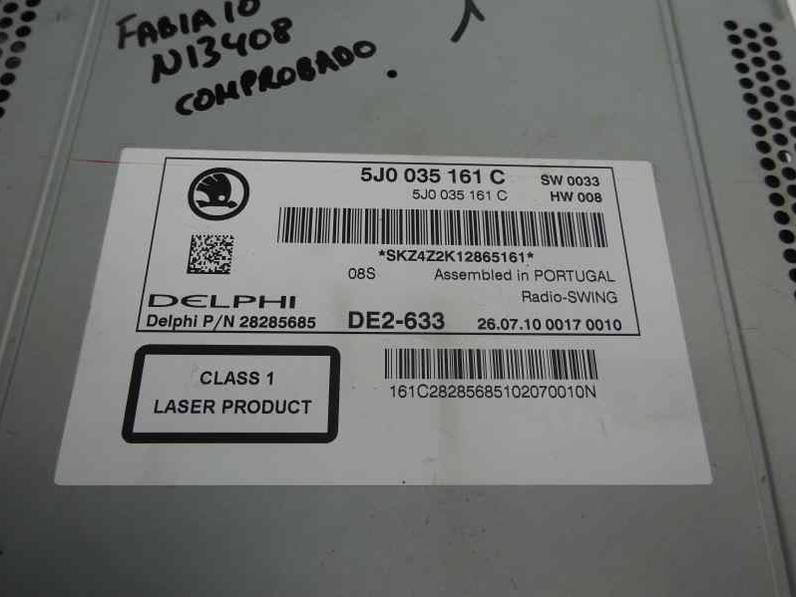 FABIA 10
N13408
COMPROBADO.
5J0 035 161 C SW 0033
5J0 035 161 C HW 008
*SKZ4Z2K12865161*
08S Assembled in PORTUGAL
DELPHI Radio-SWING
Delphi P/N 28285685 DE2-633 26.07.10 0017 0010
CLASS 1
LASER PRODUCT
161C28285685102070010N